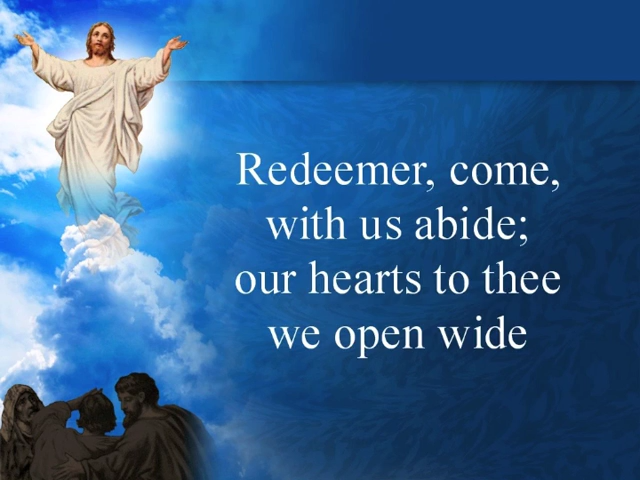 Redeemer, come,
with us abide;
our hearts to thee
we open wide